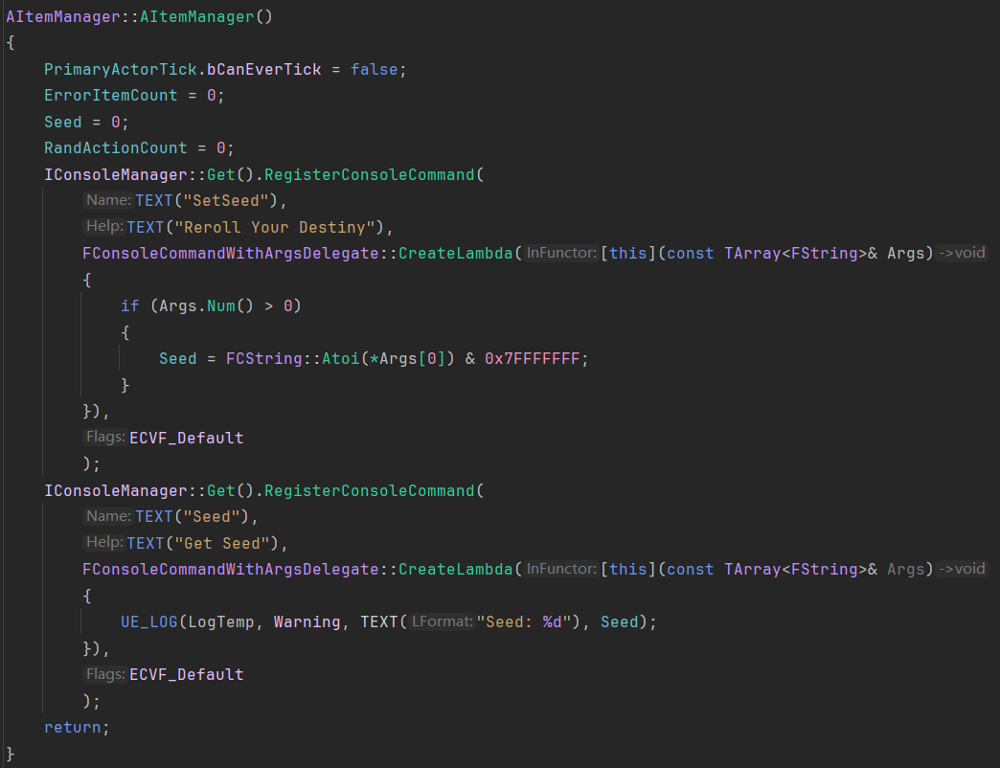 AItemManager::AItemManager()
{
    PrimaryActorTick.bCanEverTick = false;
    ErrorItemCount = 0;
    Seed = 0;
    RandActionCount = 0;
    IConsoleManager::Get().RegisterConsoleCommand(
        Name: TEXT("SetSeed"),
        Help: TEXT("Reroll Your Destiny"),
        FConsoleCommandWithArgsDelegate::CreateLambda( InFunctor: [this](const TArray<FString>& Args) ->void
        {
            if (Args.Num() > 0)
            {
                Seed = FCString::Atoi(*Args[0]) & 0x7FFFFFFF;
            }
        }),
        Flags: ECVF_Default
        );
    IConsoleManager::Get().RegisterConsoleCommand(
        Name: TEXT("Seed"),
        Help: TEXT("Get Seed"),
        FConsoleCommandWithArgsDelegate::CreateLambda( InFunctor: [this](const TArray<FString>& Args) ->void
        {
            UE_LOG(LogTemp, Warning, TEXT( LFormat: "Seed: %d"), Seed);
        }),
        Flags: ECVF_Default
        );
    return;
}